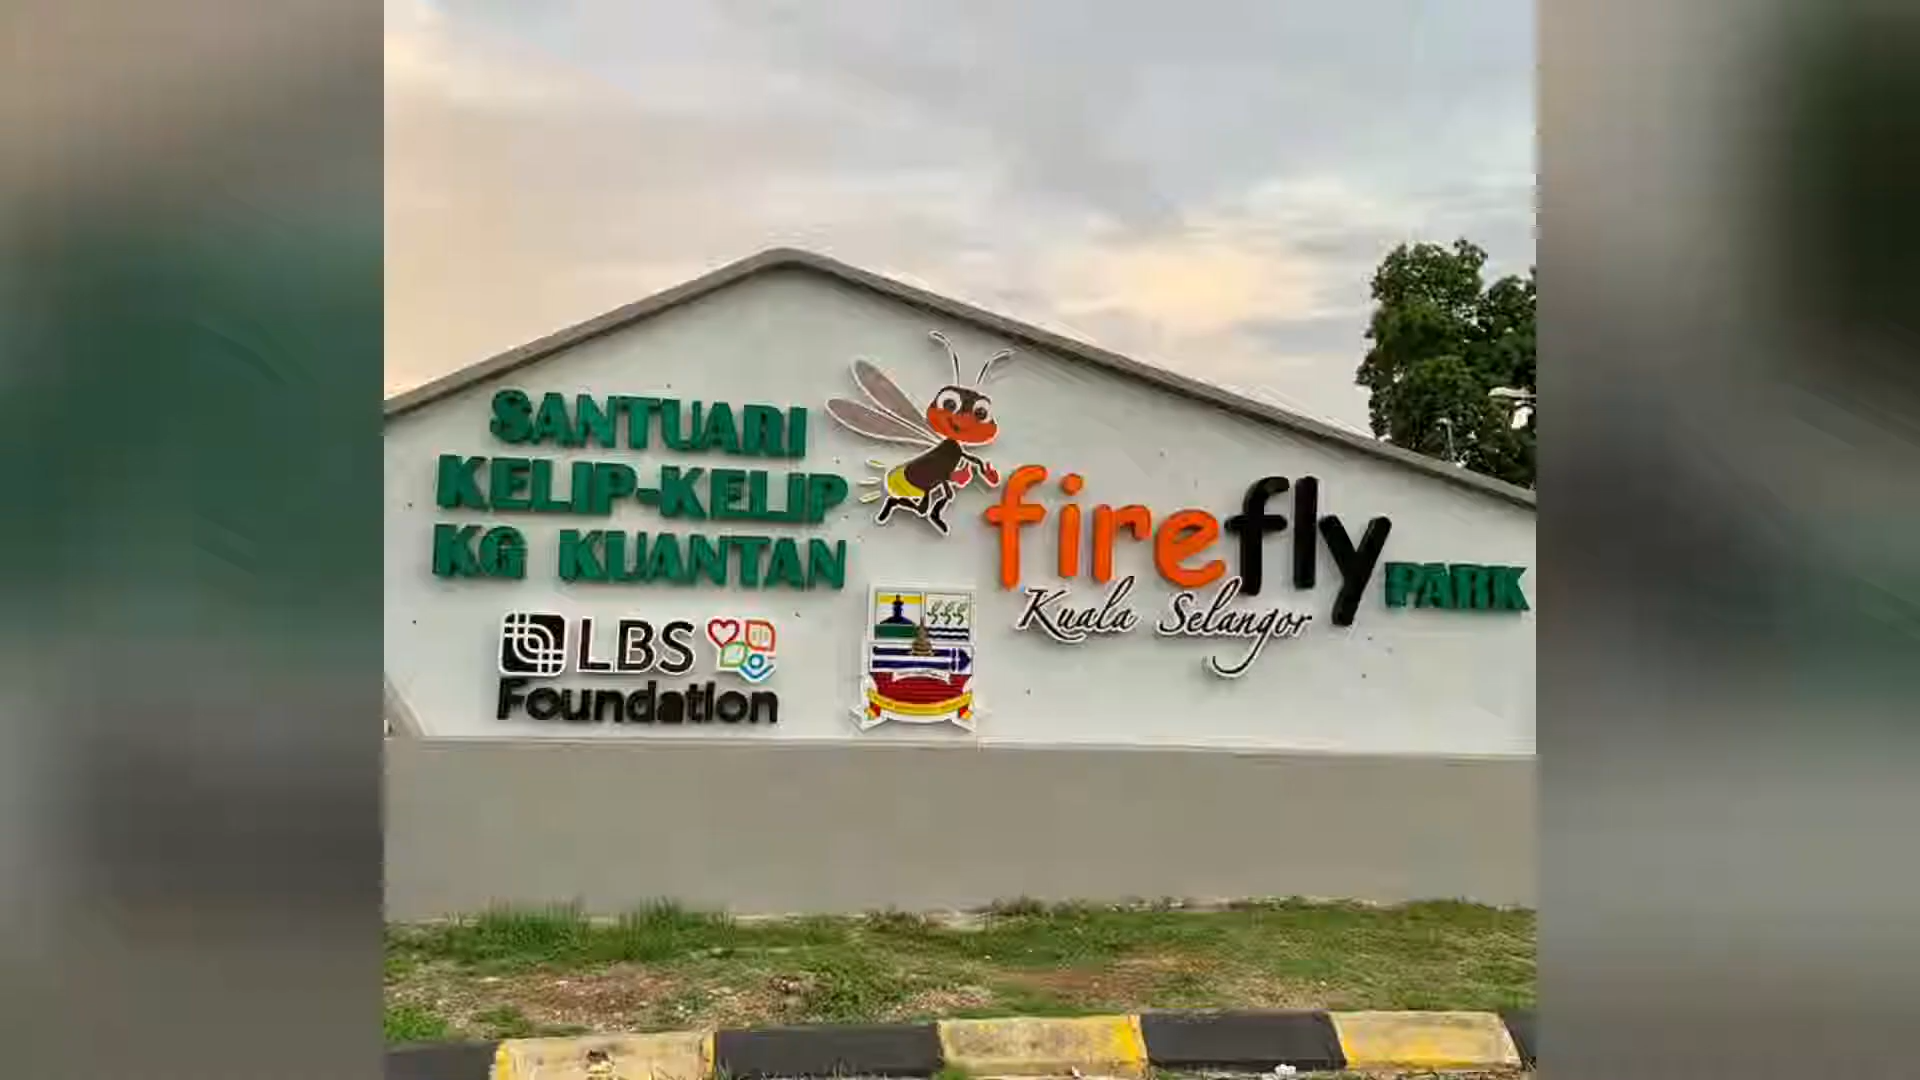 SANTUARI
KELIP-KELIP
KG KUANTAN
LBS
Foundation
firefly PARK
Kuala Selangor